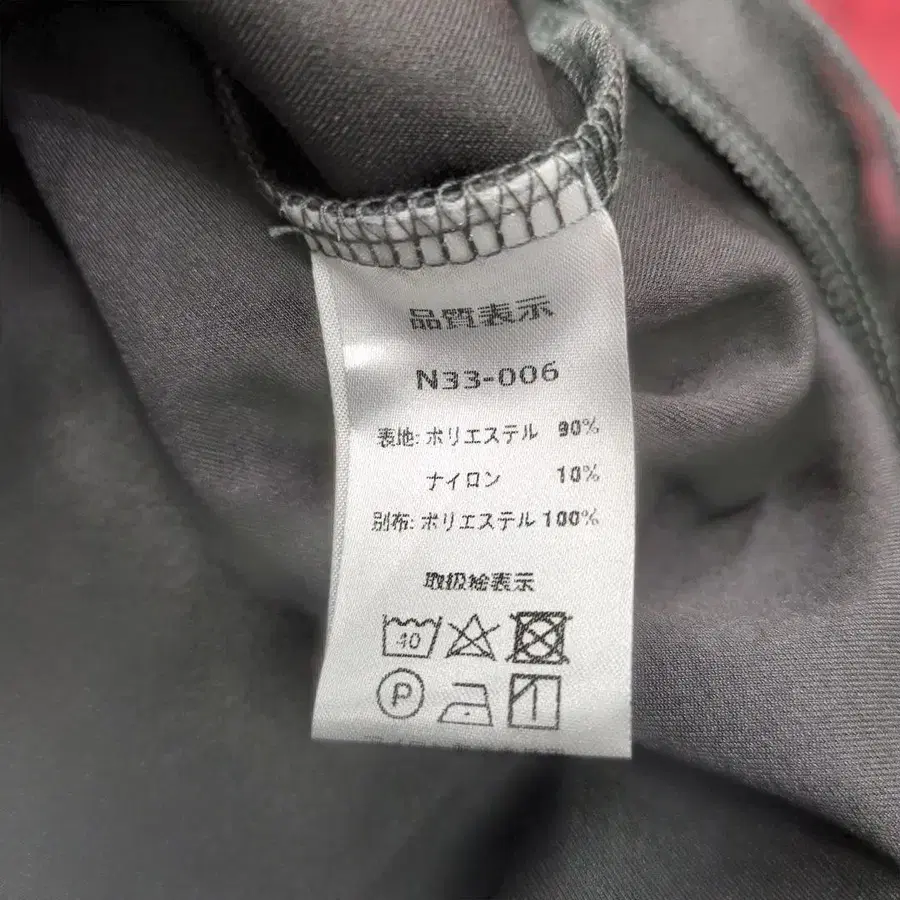 品質表示
N33-006
表地: ポリエステル 90%
ナイロン 10%
別布: ポリエステル 100%
取扱絵表示
40
P